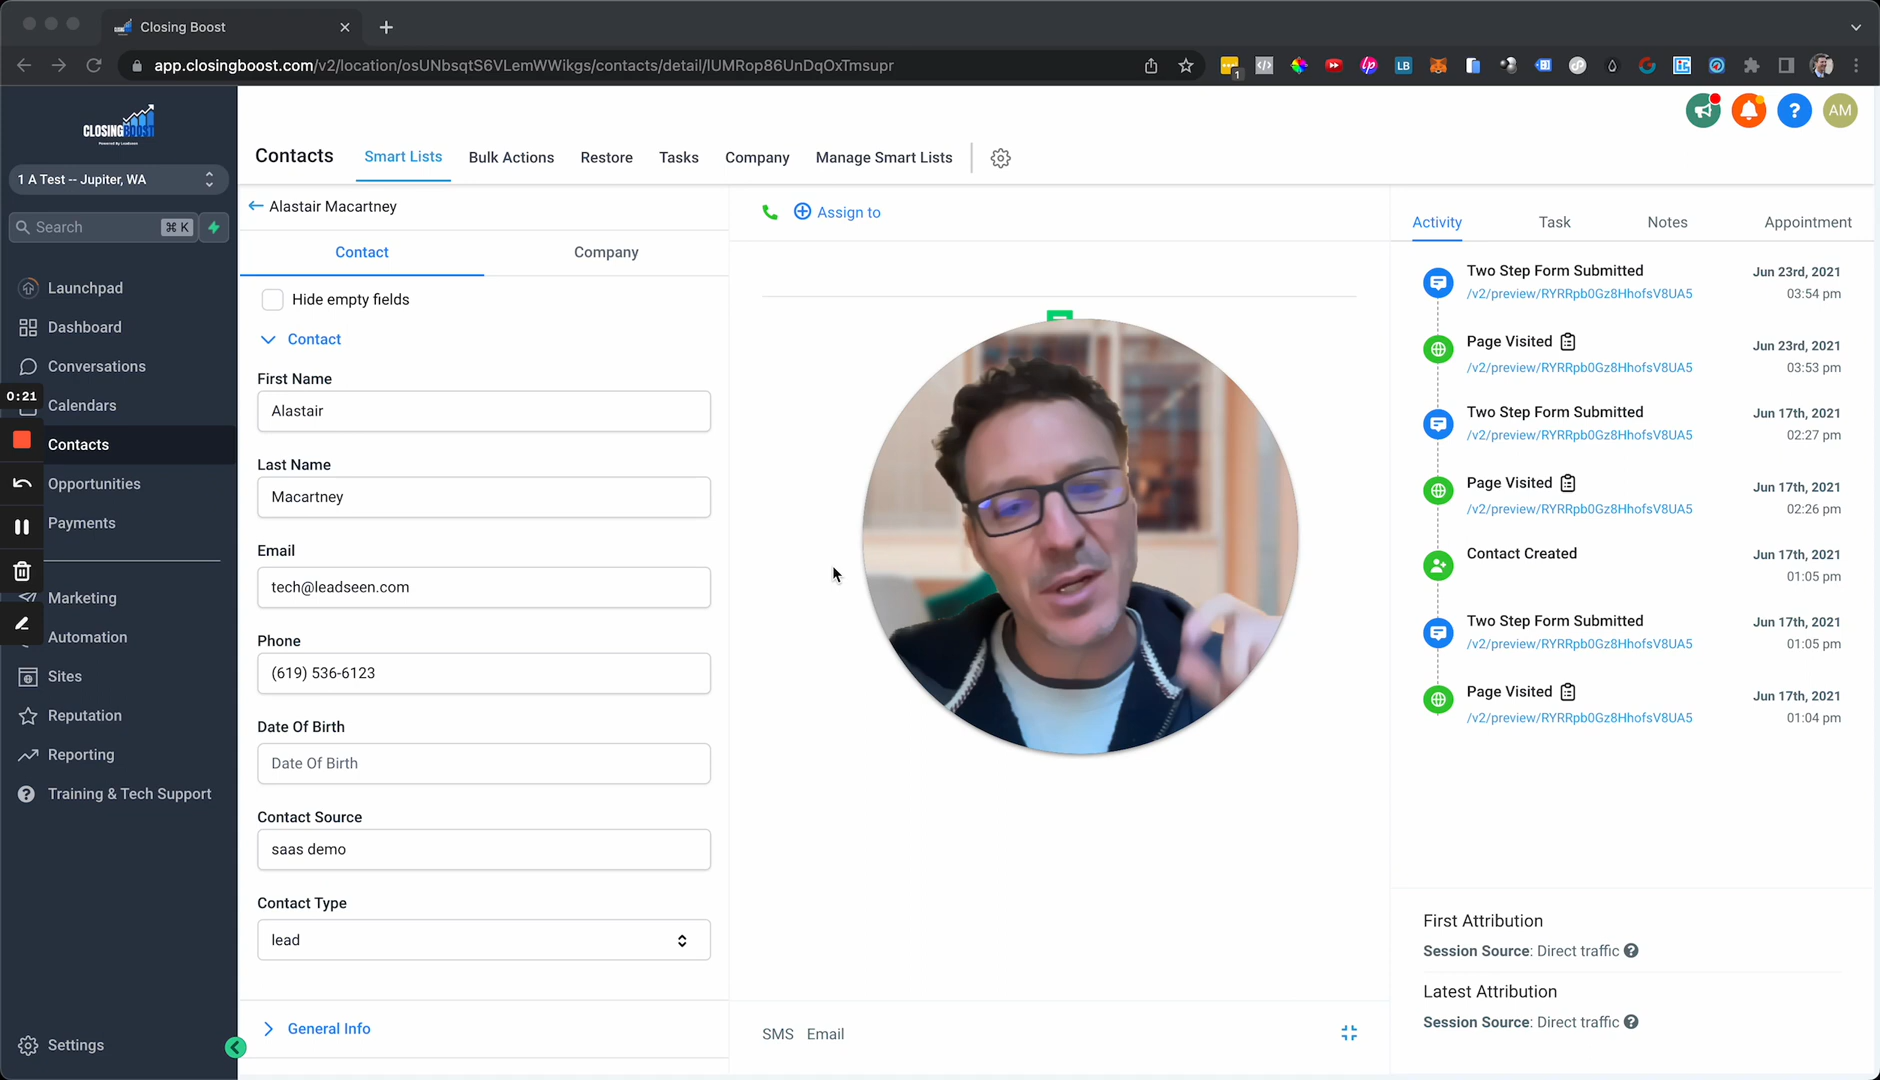 Closing Boost
app.closingboost.com/v2/location/osUNbsqtS6VLemWWikgs/contacts/detail/lUMRop86UnDqOxTmsupr
1
LB
CLOSINGBOOST
1 A Test -- Jupiter, WA
Search
⌘ K
Launchpad
Dashboard
Conversations
0:21
Calendars
Contacts
Opportunities
Payments
Marketing
Automation
Sites
Reputation
Reporting
Training & Tech Support
Settings
AM
Contacts
Smart Lists
Bulk Actions
Restore
Tasks
Company
Manage Smart Lists
Alastair Macartney
Contact
Company
Hide empty fields
Contact
First Name
Alastair
Last Name
Macartney
Email
tech@leadseen.com
Phone
(619) 536-6123
Date Of Birth
Date Of Birth
Contact Source
saas demo
Contact Type
lead
General Info
Assign to
SMS
Email
Activity
Task
Notes
Appointment
Two Step Form Submitted
Jun 23rd, 2021
/v2/preview/RYRRpb0Gz8HhofsV8UA5
03:54 pm
Page Visited
Jun 23rd, 2021
/v2/preview/RYRRpb0Gz8HhofsV8UA5
03:53 pm
Two Step Form Submitted
Jun 17th, 2021
/v2/preview/RYRRpb0Gz8HhofsV8UA5
02:27 pm
Page Visited
Jun 17th, 2021
/v2/preview/RYRRpb0Gz8HhofsV8UA5
02:26 pm
Contact Created
Jun 17th, 2021
01:05 pm
Two Step Form Submitted
Jun 17th, 2021
/v2/preview/RYRRpb0Gz8HhofsV8UA5
01:05 pm
Page Visited
Jun 17th, 2021
/v2/preview/RYRRpb0Gz8HhofsV8UA5
01:04 pm
First Attribution
Session Source: Direct traffic
Latest Attribution
Session Source: Direct traffic